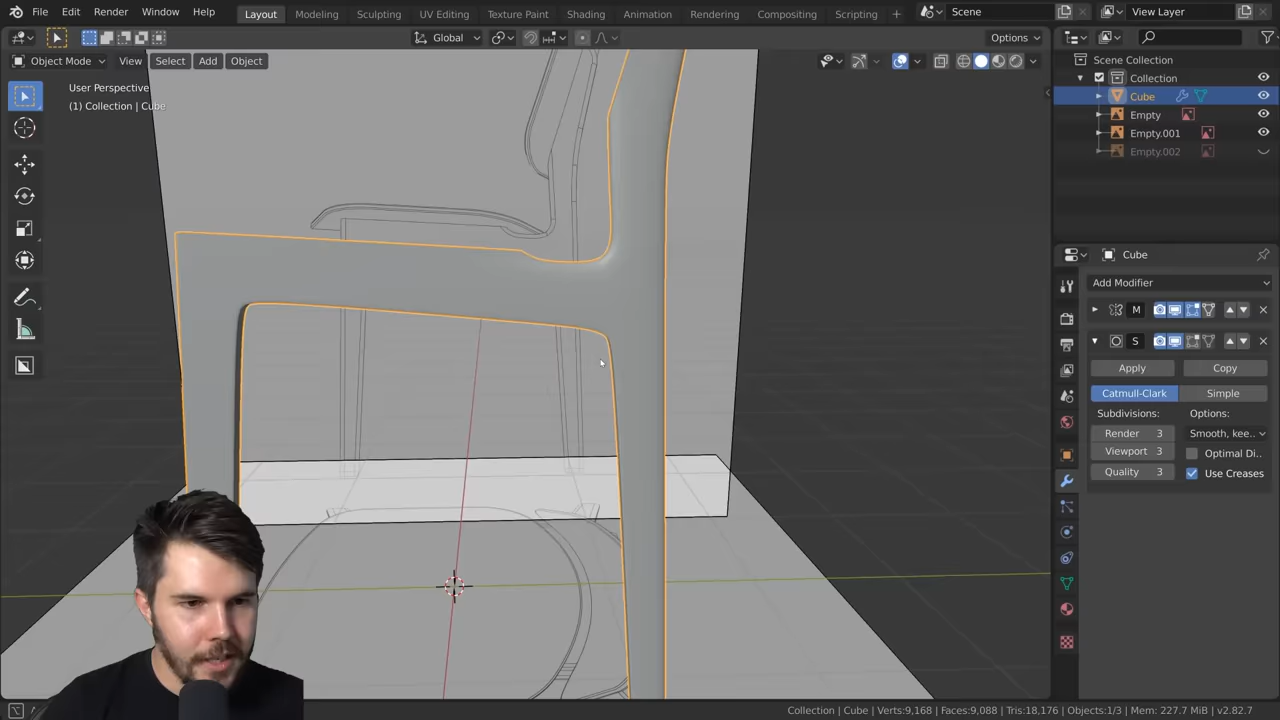 File Edit Render Window Help
Layout Modeling Sculpting UV Editing Texture Paint Shading Animation Rendering Compositing Scripting +
Scene
View Layer
Global
Options
Object Mode View Select Add Object
User Perspective
(1) Collection | Cube
Scene Collection
Collection
Cube
Empty
Empty.001
Empty.002
Cube
Add Modifier
M
S
Apply
Copy
Catmull-Clark
Simple
Subdivisions:
Options:
Render 3
Smooth, kee..
Viewport 3
Optimal Di..
Quality 3
Use Creases
Collection | Cube | Verts:9,168 | Faces:9,088 | Tris:18,176 | Objects:1/3 | Mem: 227.7 MiB | v2.82.7